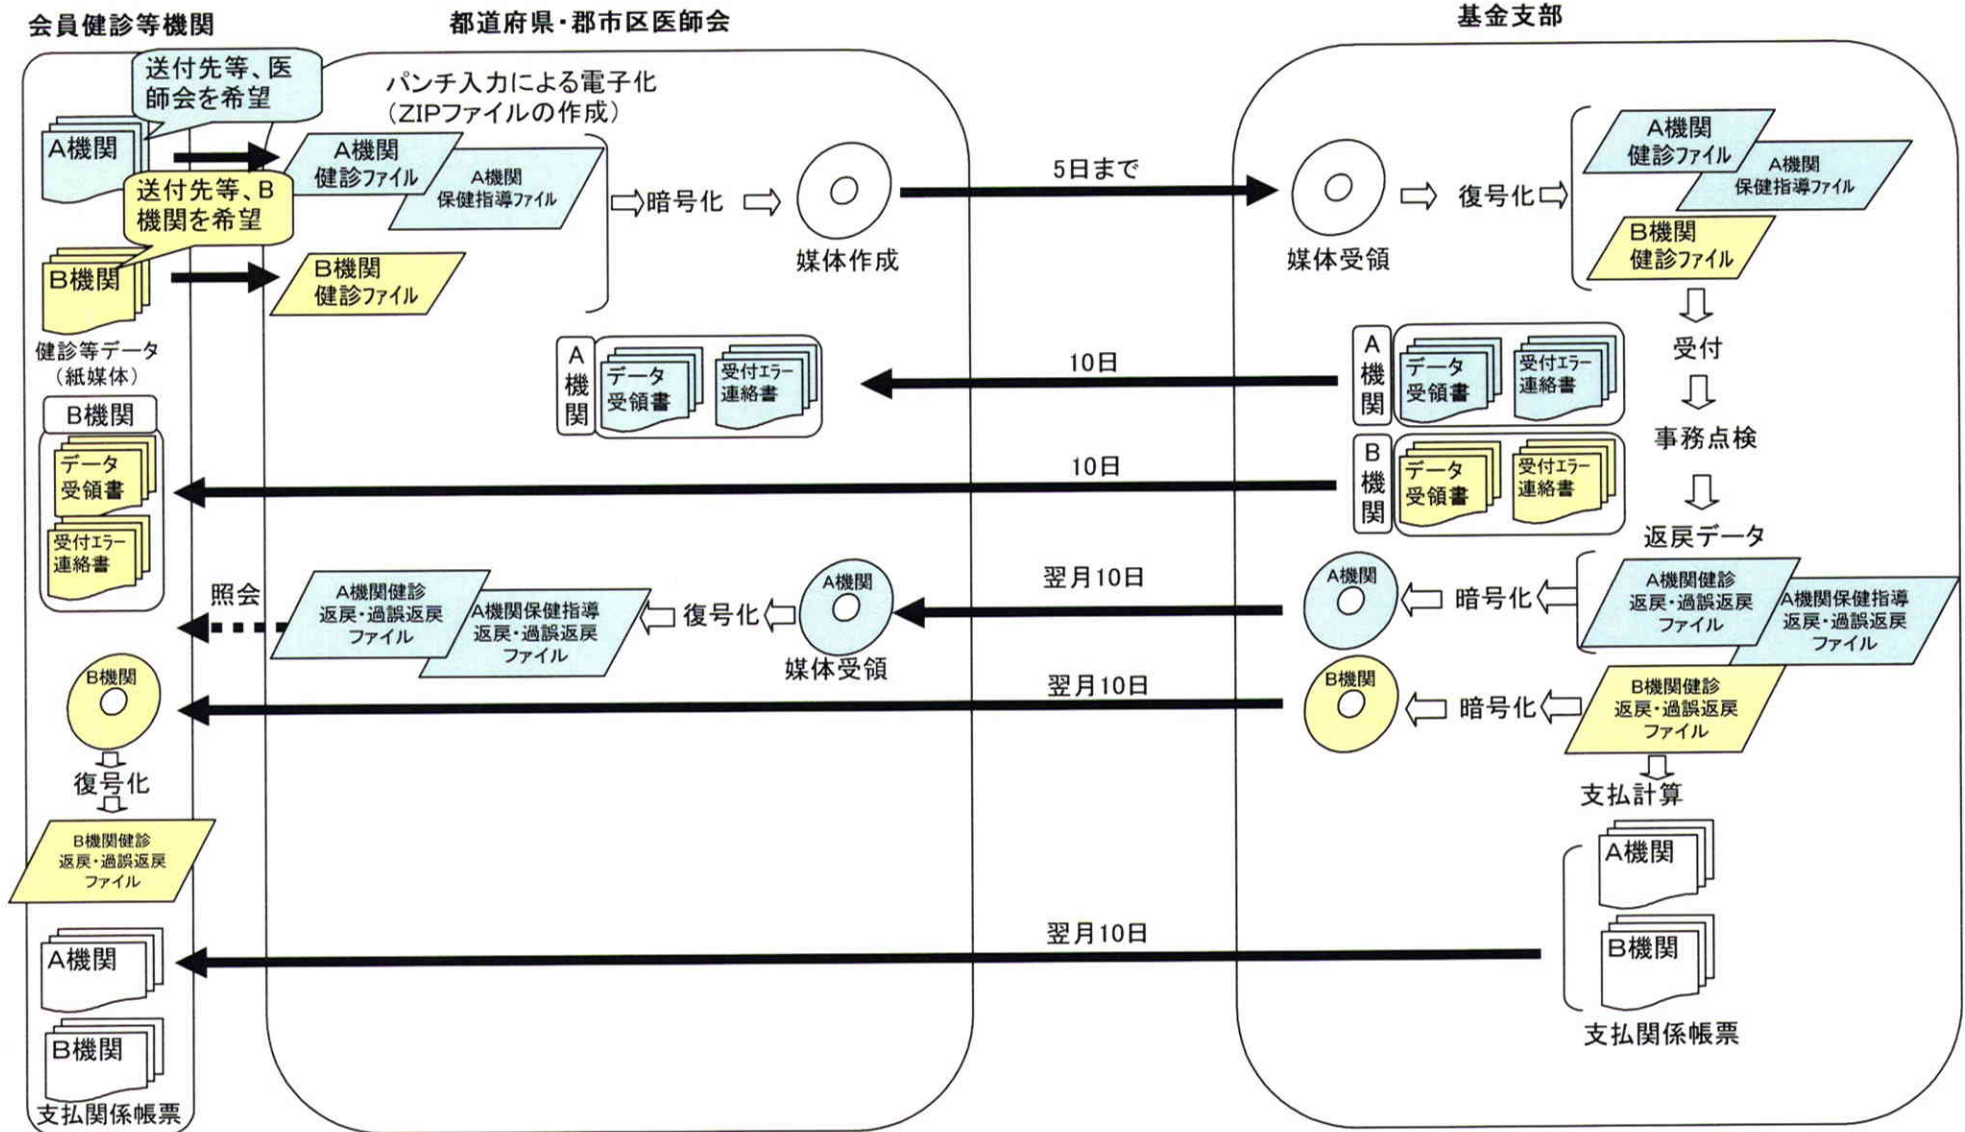 会員健診等機関
都道府県・郡市区医師会
基金支部
送付先等、医
師会を希望
A機関
送付先等、B
機関を希望
B機関
健診等データ
（紙媒体）
パンチ入力による電子化
（ZIPファイルの作成）
A機関
健診ファイル
A機関
保健指導ファイル
B機関
健診ファイル
暗号化
媒体作成
5日まで
媒体受領
復号化
A機関
健診ファイル
A機関
保健指導ファイル
B機関
健診ファイル
受付
事務点検
返戻データ
A
機
関
データ
受領書
受付エラー
連絡書
10日
A
機
関
データ
受領書
受付エラー
連絡書
B機関
データ
受領書
受付エラー
連絡書
10日
B
機
関
データ
受領書
受付エラー
連絡書
照会
A機関健診
返戻・過誤返戻
ファイル
A機関保健指導
返戻・過誤返戻
ファイル
復号化
A機関
媒体受領
翌月10日
A機関
暗号化
A機関健診
返戻・過誤返戻
ファイル
A機関保健指導
返戻・過誤返戻
ファイル
B機関
翌月10日
B機関
暗号化
B機関健診
返戻・過誤返戻
ファイル
復号化
B機関健診
返戻・過誤返戻
ファイル
支払計算
A機関
B機関
支払関係帳票
翌月10日
A機関
B機関
支払関係帳票